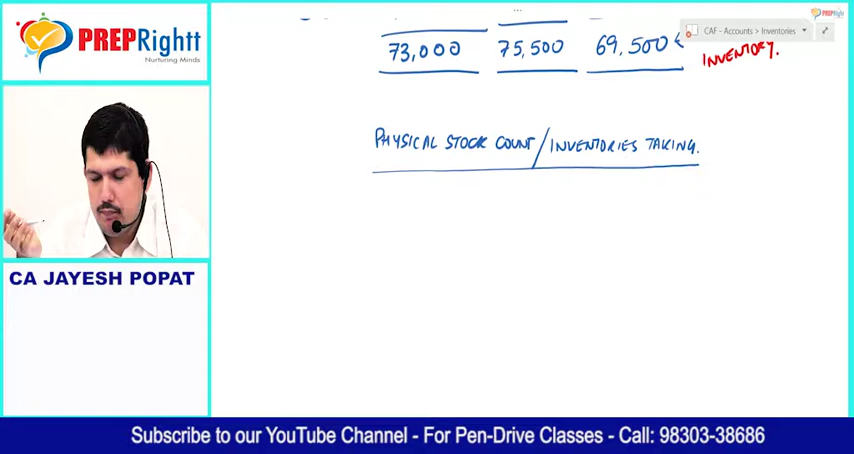 PREPRightt
Nurturing Minds
CAF - Accounts > Inventories
PREPRightt
73,000 75,500 69,500
INVENTORY.
PHYSICAL STOCK COUNT/INVENTORIES TAKING.
CA JAYESH POPAT
Subscribe to our YouTube Channel - For Pen-Drive Classes - Call: 98303-38686